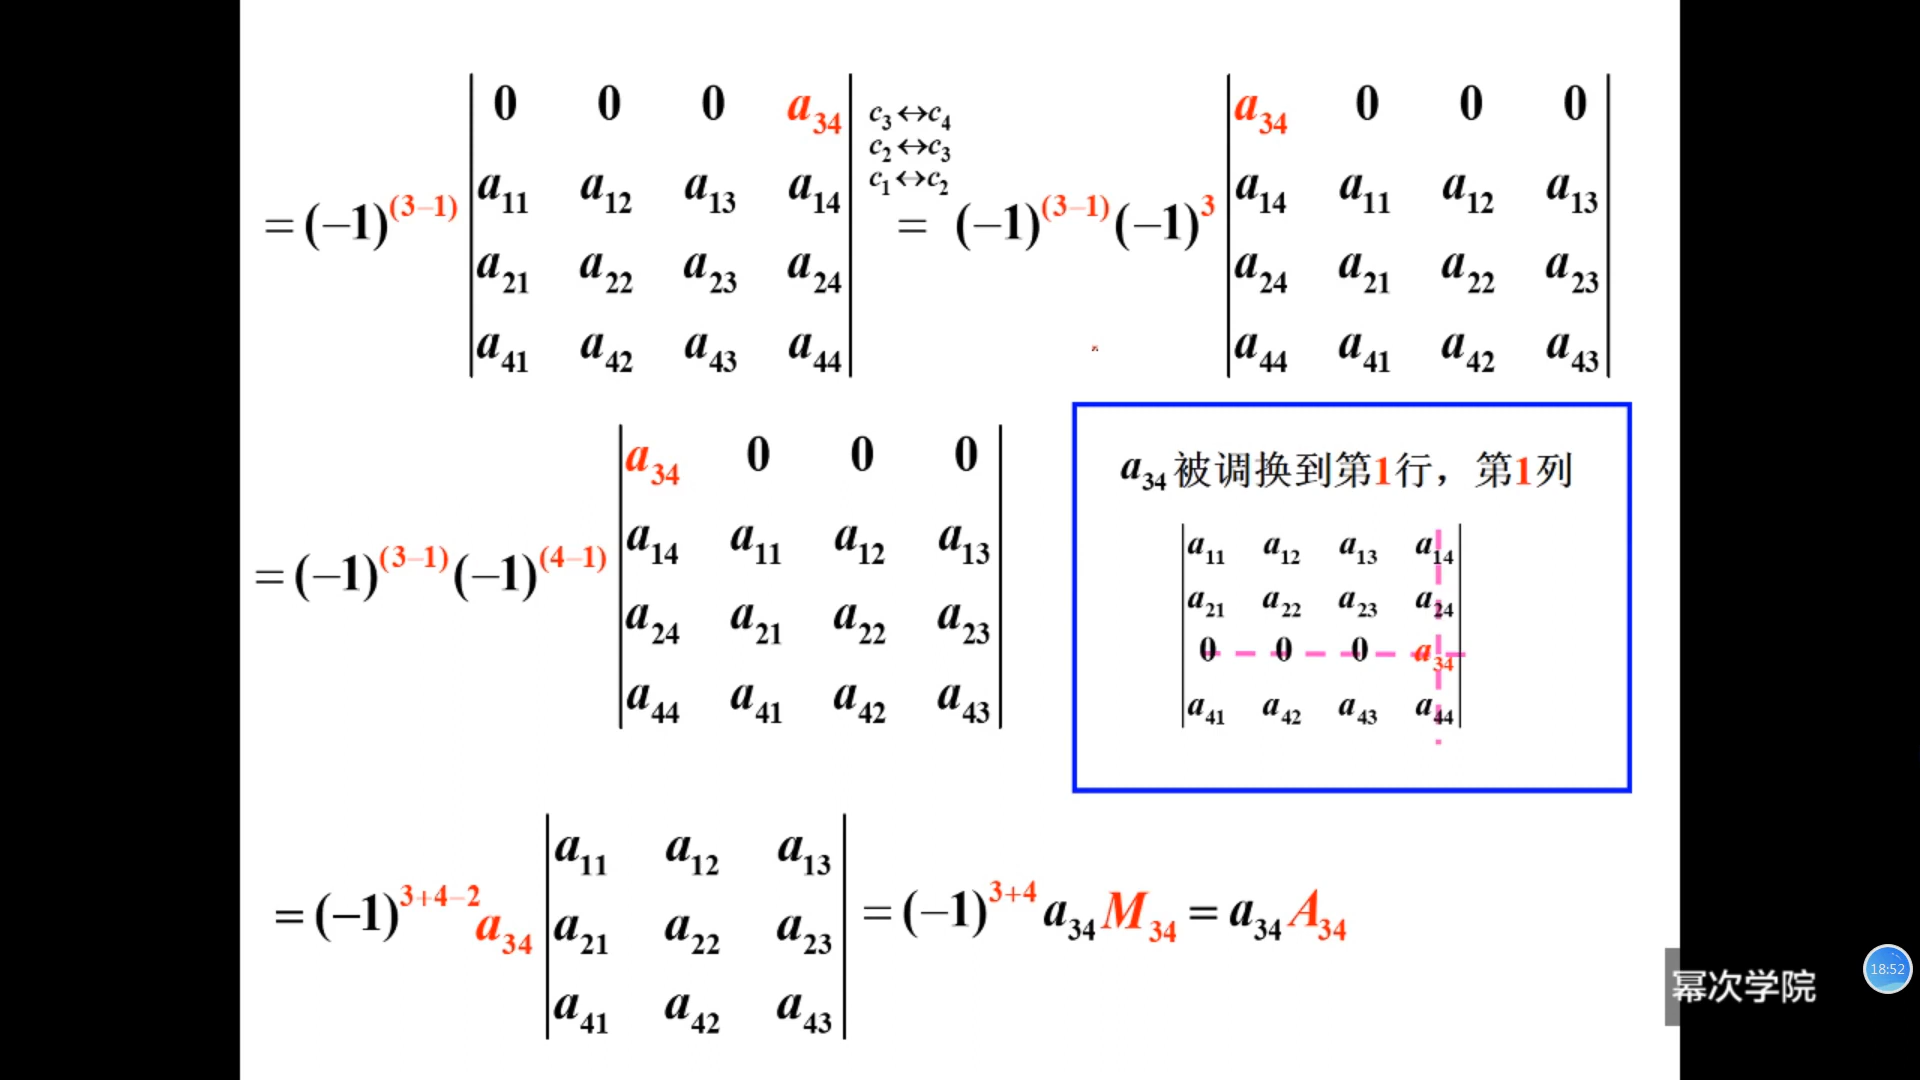 = (−1)^(3−1) | 0 0 0 a34 | c3↔c4 c2↔c3 c1↔c2 = (−1)^(3−1) (−1)^3 | a34 0 0 0 |
a11 a12 a13 a14 | a14 a11 a12 a13
a21 a22 a23 a24 | a24 a21 a22 a23
a41 a42 a43 a44 | a44 a41 a42 a43
= (−1)^(3−1) (−1)^(4−1) | a34 0 0 0 |
a14 a11 a12 a13
a24 a21 a22 a23
a44 a41 a42 a43
a34 被调换到第1行，第1列
a11 a12 a13 a14
a21 a22 a23 a24
0 0 0 a34
a41 a42 a43 a44
= (−1)^3+4−2 a34 | a11 a12 a13 | = (−1)^3+4 a34 M34 = a34 A34
a21 a22 a23
a41 a42 a43
幂次学院
18:52